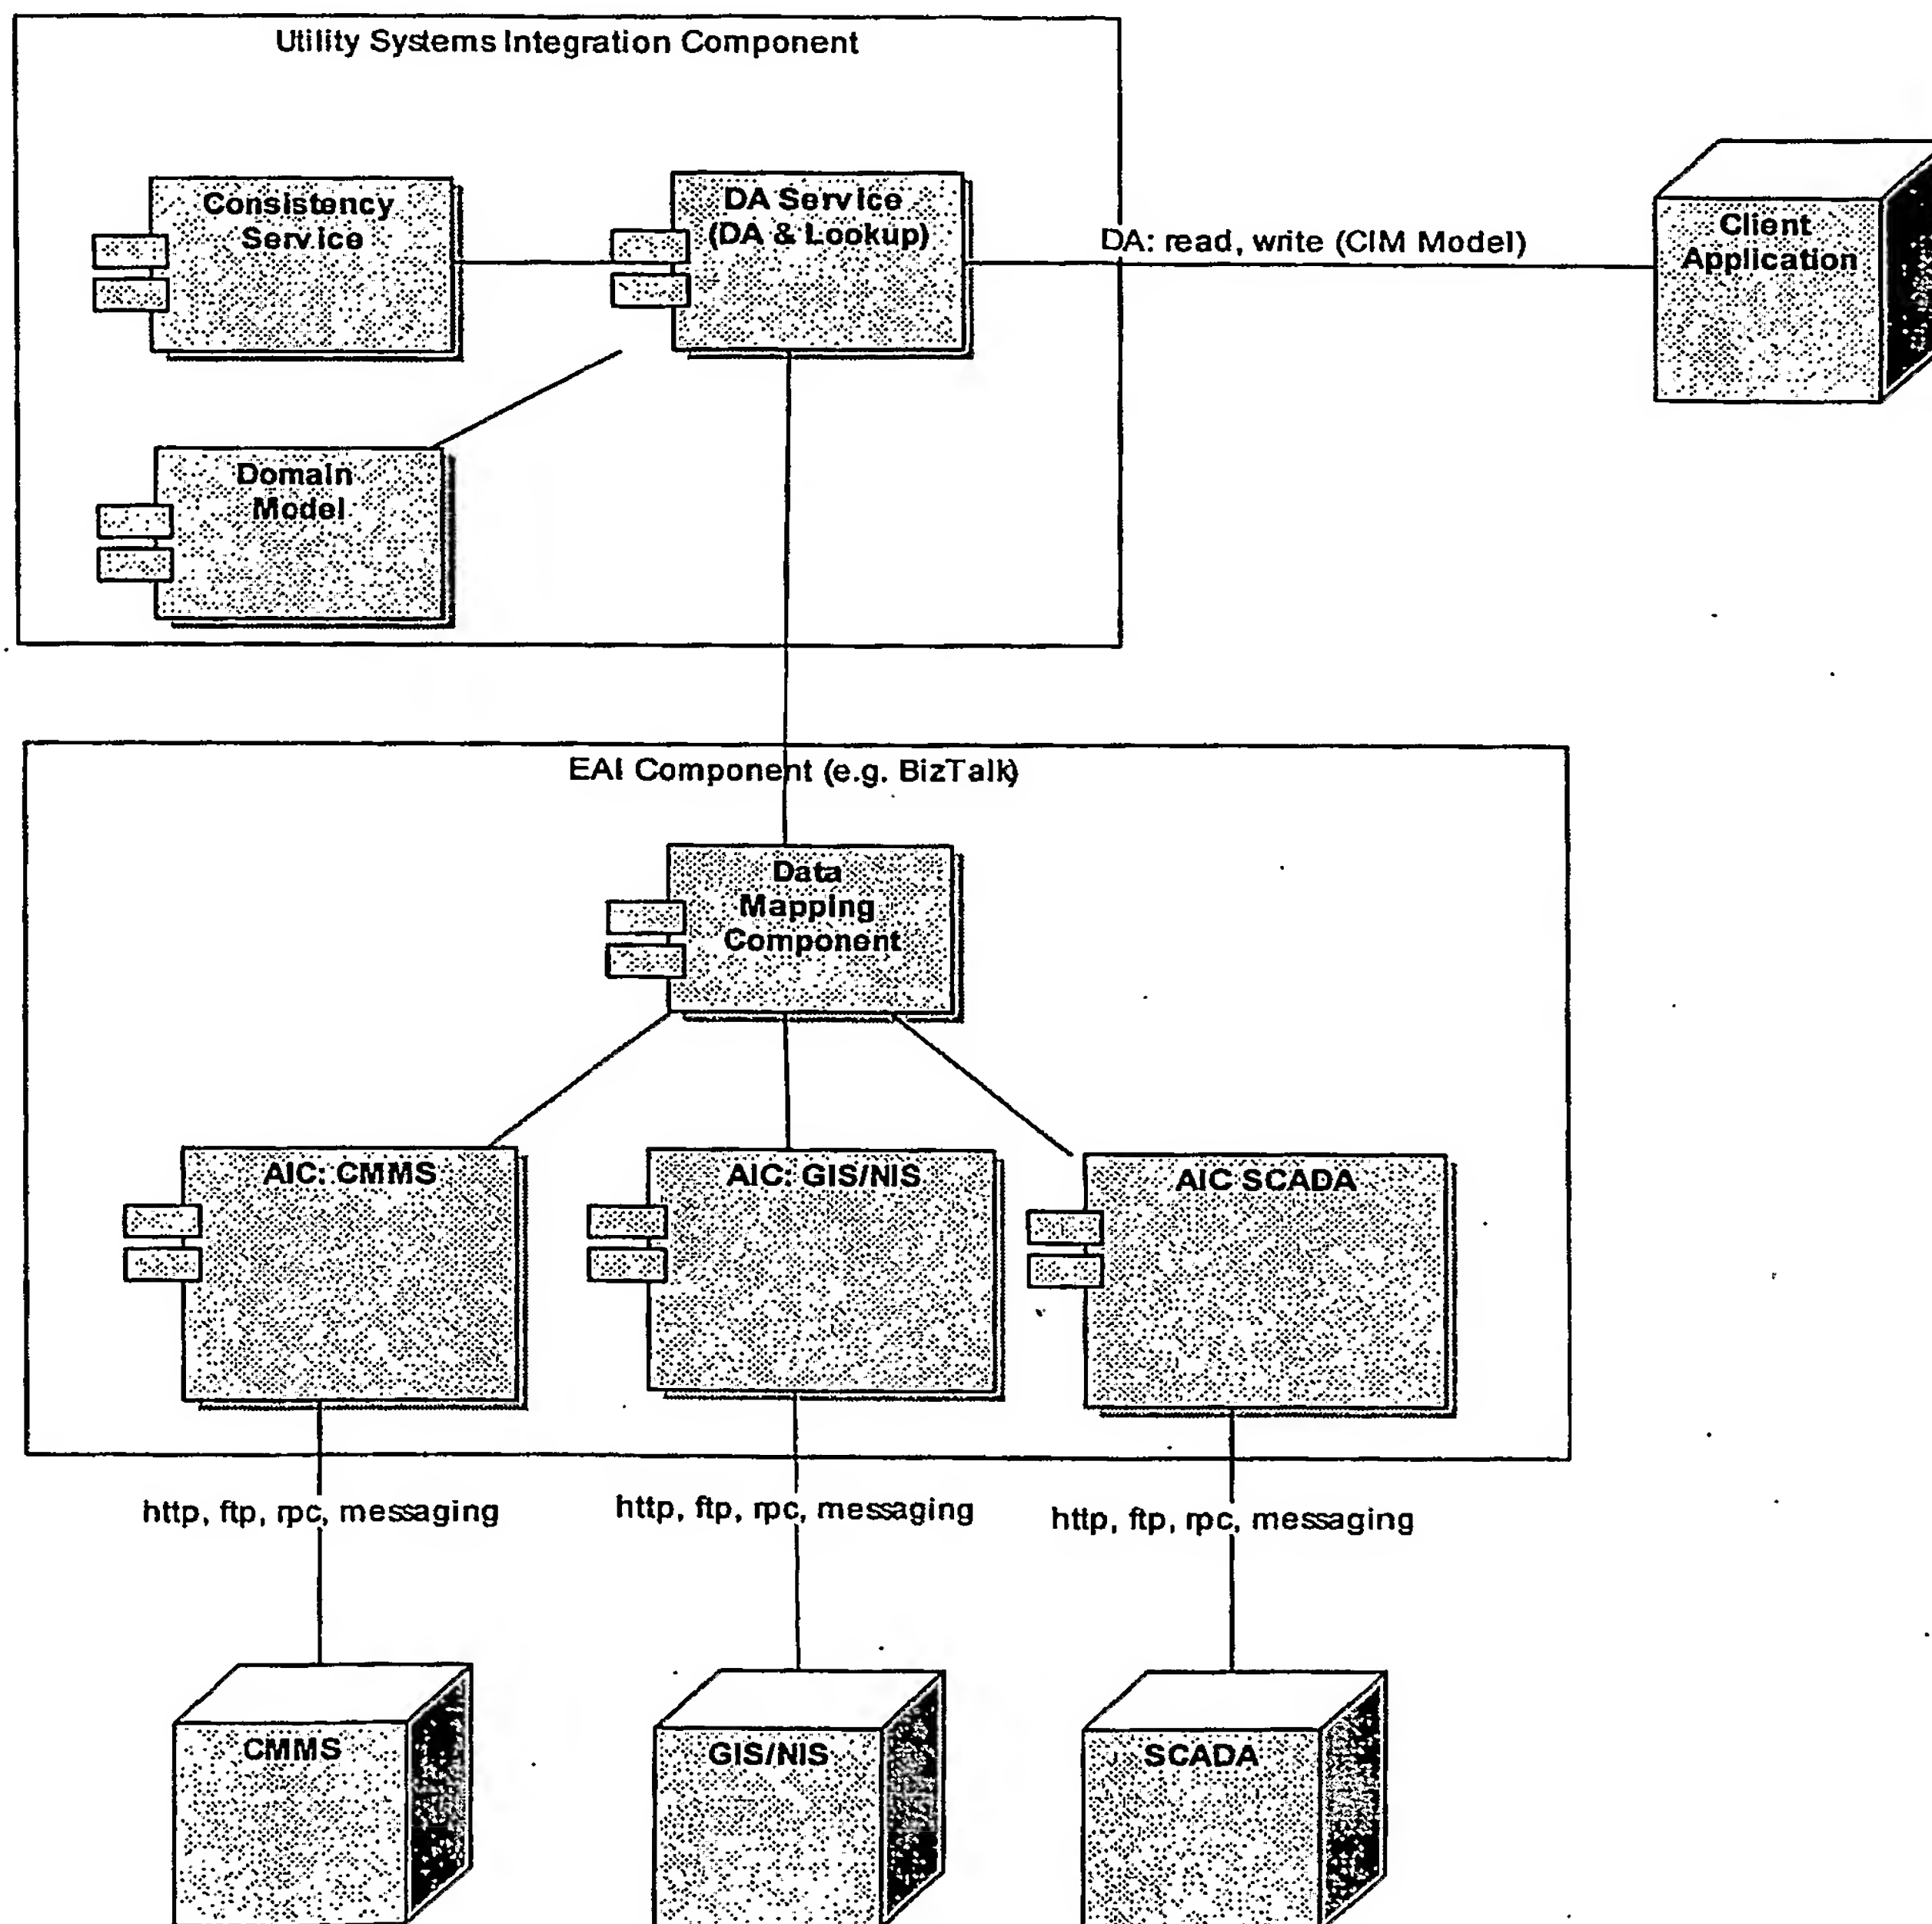 Utility Systems Integration Component
Consistency
Service
DA Service
(DA & Lookup)
DA: read, write (CIM Model)
Client
Application
Domain
Model
EAI Component (e.g. BizTalk)
Data
Mapping
Component
AIC: CMMS
AIC: GIS/NIS
AIC SCADA
http, ftp, rpc, messaging
http, ftp, rpc, messaging
http, ftp, rpc, messaging
CMMS
GIS/NIS
SCADA